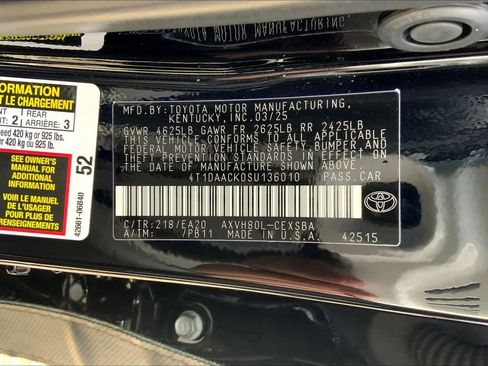 INFORMATION
LE CHARGEMENT
1 REAR
2 ARRIÈRE: 3
exceed 420 kg or 925 lbs.
420 kg ou 925 lb.
SEE OWNER'S
MANUAL FOR
ADDITIONAL
INFORMATION
VOIR LE MANUEL
DE L'USAGER
POUR PLUS DE
RENSEIGNEMENTS
42661-06840
52
MFD.BY:TOYOTA MOTOR MANUFACTURING,
KENTUCKY,INC.03/25
GVWR 4625LB GAWR FR 2625LB RR 2425LB
THIS VEHICLE CONFORMS TO ALL APPLICABLE
FEDERAL MOTOR VEHICLE SAFETY,BUMPER,AND
THEFT PREVENTION STANDARDS IN EFFECT ON
THE DATE OF MANUFACTURE SHOWN ABOVE.
4T1DAACK0SU136010 PASS.CAR
C/TR:218/EA20 AXVH80L-CEXSBA
A/TM: /PB11 MADE IN U.S.A.
42515